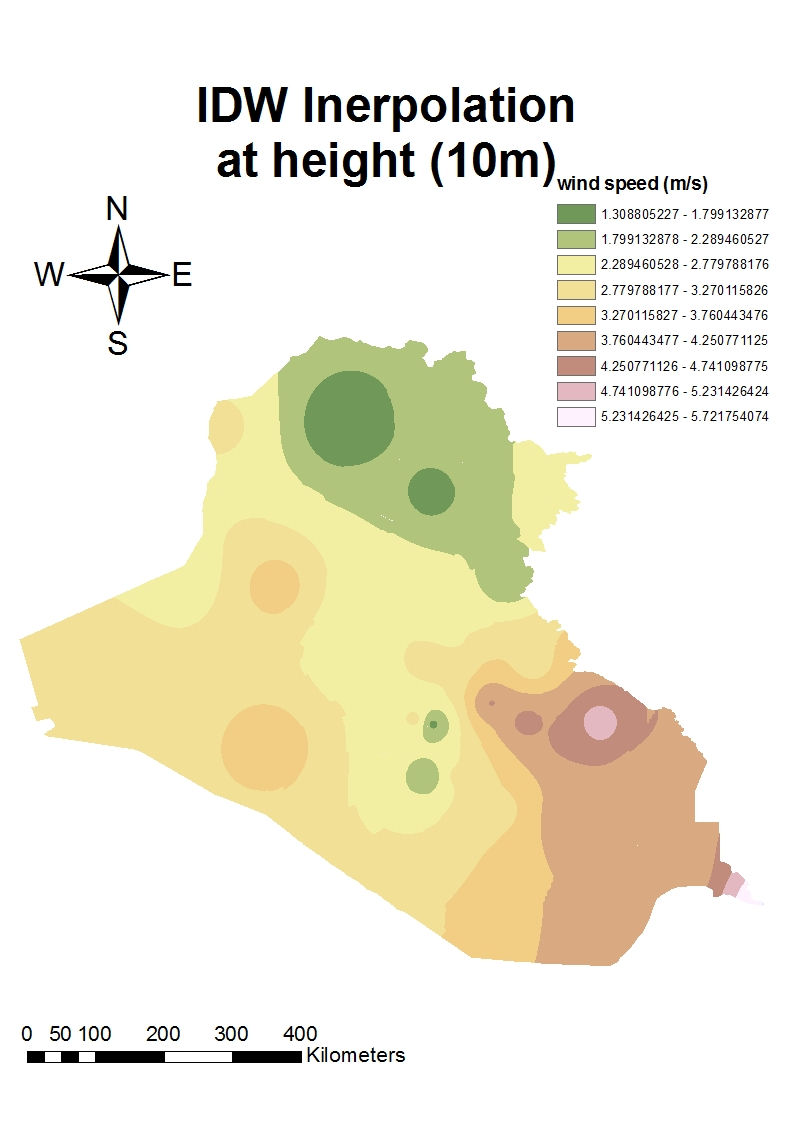 IDW Inerpolation
at height (10m)
wind speed (m/s)
1.308805227 - 1.799132877
1.799132878 - 2.289460527
2.289460528 - 2.779788176
2.779788177 - 3.270115826
3.270115827 - 3.760443476
3.760443477 - 4.250771125
4.250771126 - 4.741098775
4.741098776 - 5.231426424
5.231426425 - 5.721754074
N
W E
S
0 50 100 200 300 400
Kilometers